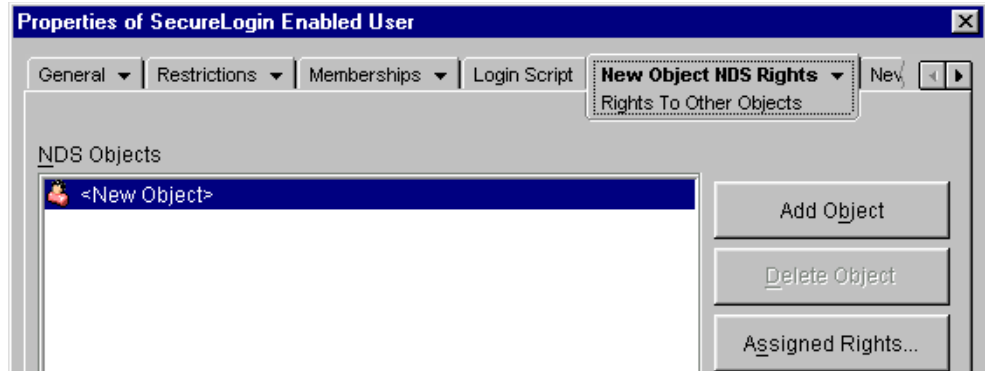 Properties of SecureLogin Enabled User
General Restrictions Memberships Login Script New Object NDS Rights New
Rights To Other Objects
NDS Objects
<New Object>
Add Object
Delete Object
Assigned Rights...